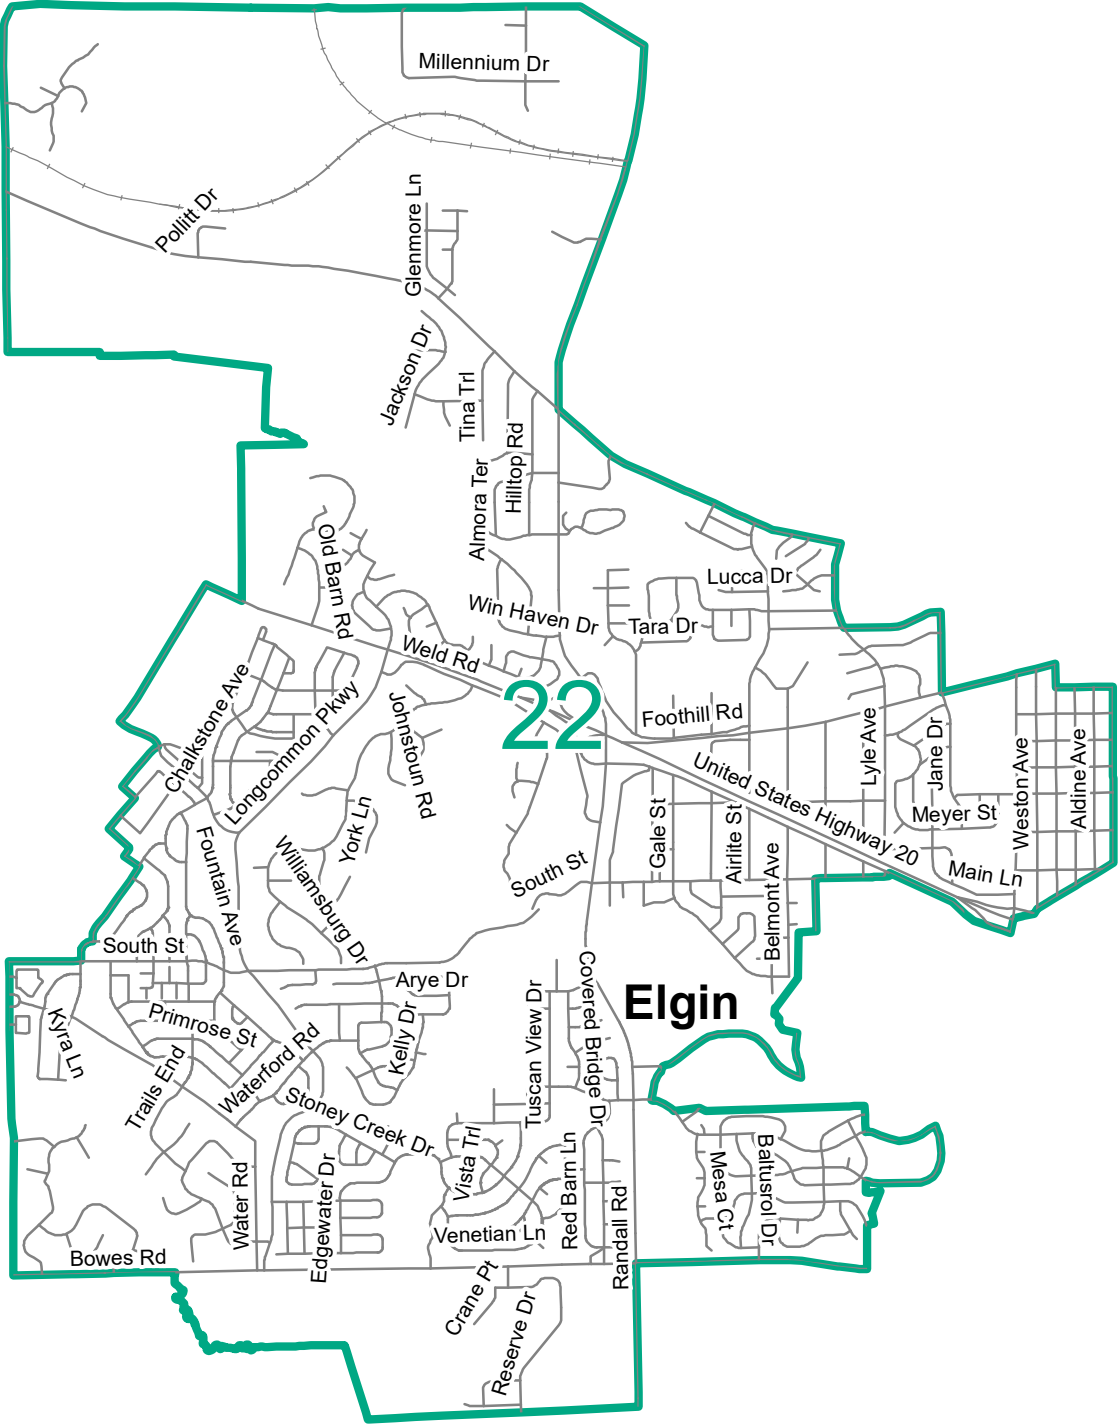 Millennium Dr
Pollitt Dr
Glenmore Ln
Jackson Dr
Tina Trl
Hilltop Rd
Almora Ter
Old Barn Rd
Lucca Dr
Win Haven Dr
Tara Dr
Weld Rd
22
Chalkstone Ave
Longcommon Pkwy
Johnstoun Rd
Foothill Rd
Lyle Ave
Jane Dr
Weston Ave
Aldine Ave
United States Highway 20
Meyer St
York Ln
Gale St
Airlite St
Main Ln
Fountain Ave
Williamsburg Dr
South St
Belmont Ave
South St
Arye Dr
Covered Bridge Dr
Elgin
Kyra Ln
Primrose St
Kelly Dr
Tuscan View Dr
Trails End
Waterford Rd
Stoney Creek Dr
Vista Trl
Red Barn Ln
Mesa Ct
Baltusrol Dr
Water Rd
Edgewater Dr
Venetian Ln
Randall Rd
Bowes Rd
Crane Pt
Reserve Dr